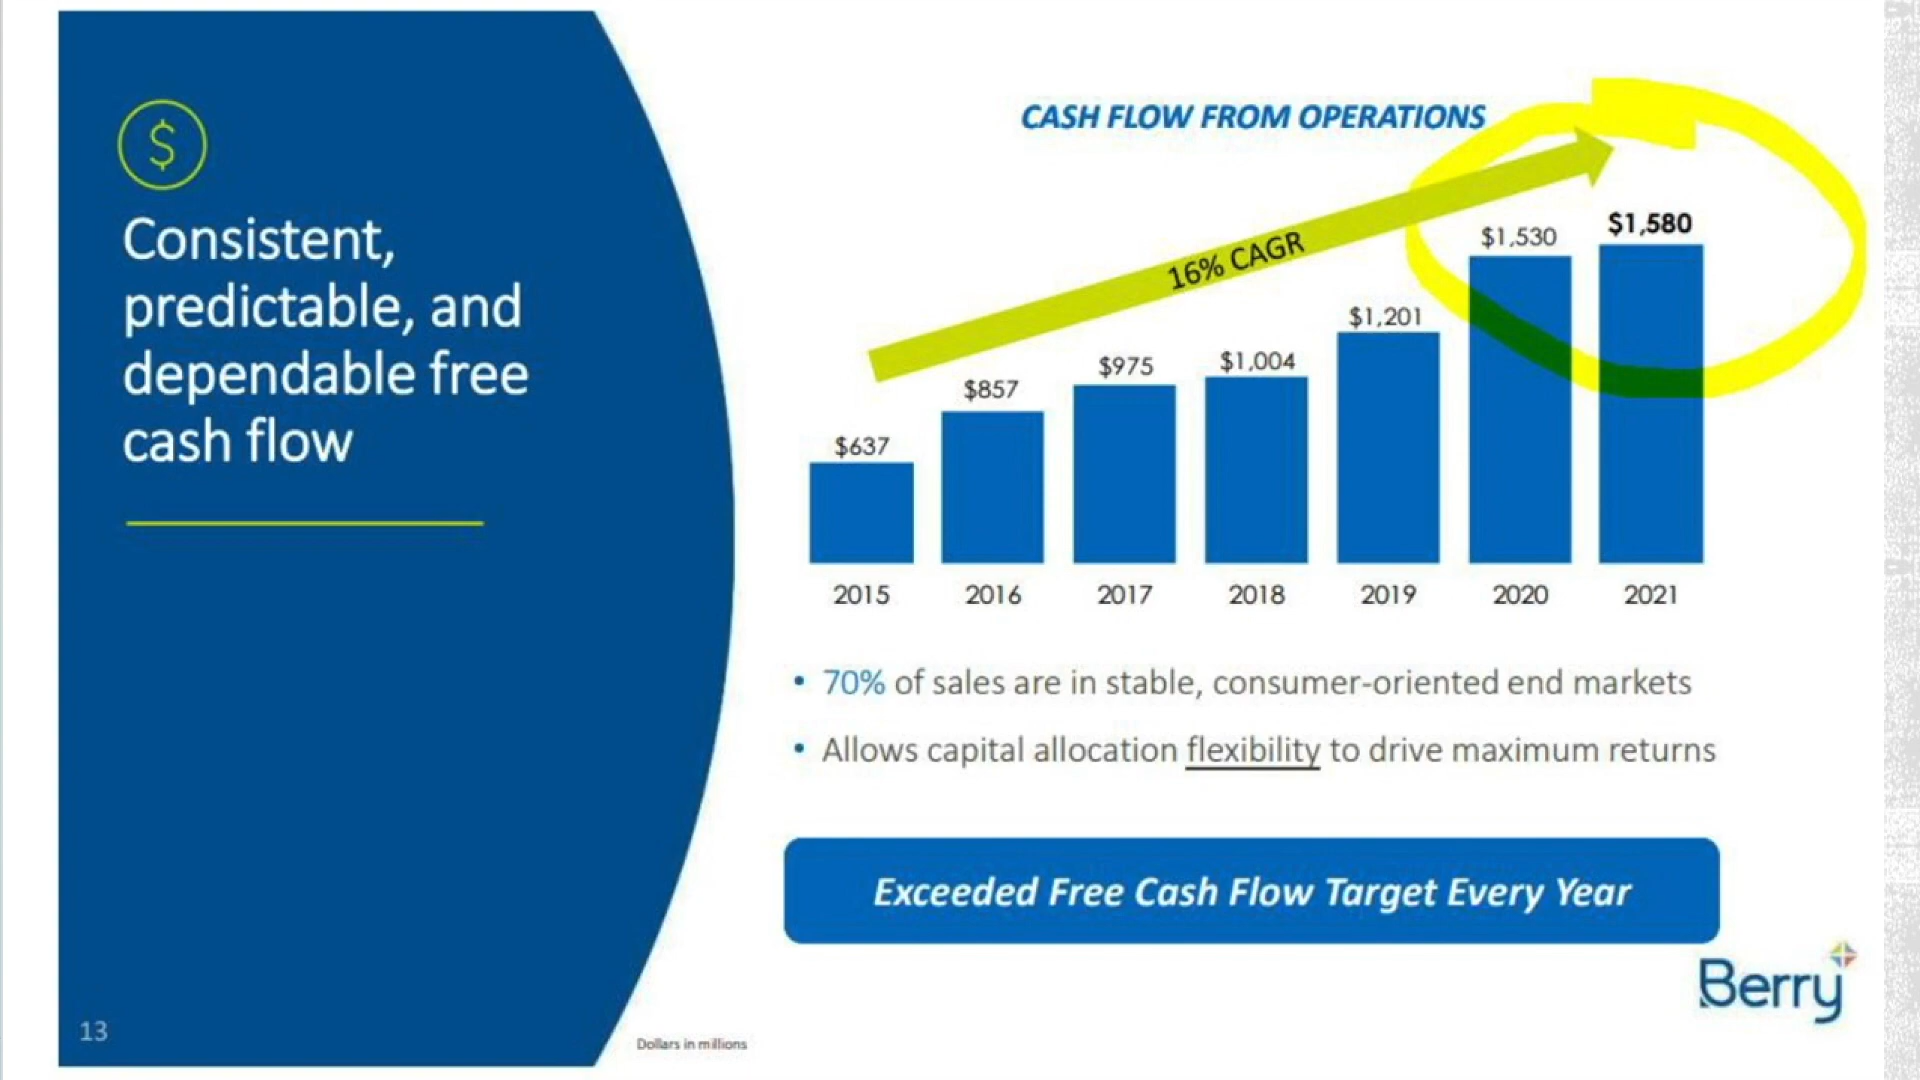 $
Consistent,
predictable, and
dependable free
cash flow
13
CASH FLOW FROM OPERATIONS
16% CAGR
$637
$857
$975
$1,004
$1,201
$1,530
$1,580
2015 2016 2017 2018 2019 2020 2021
• 70% of sales are in stable, consumer-oriented end markets
• Allows capital allocation flexibility to drive maximum returns
Exceeded Free Cash Flow Target Every Year
Berry
Dollars in millions